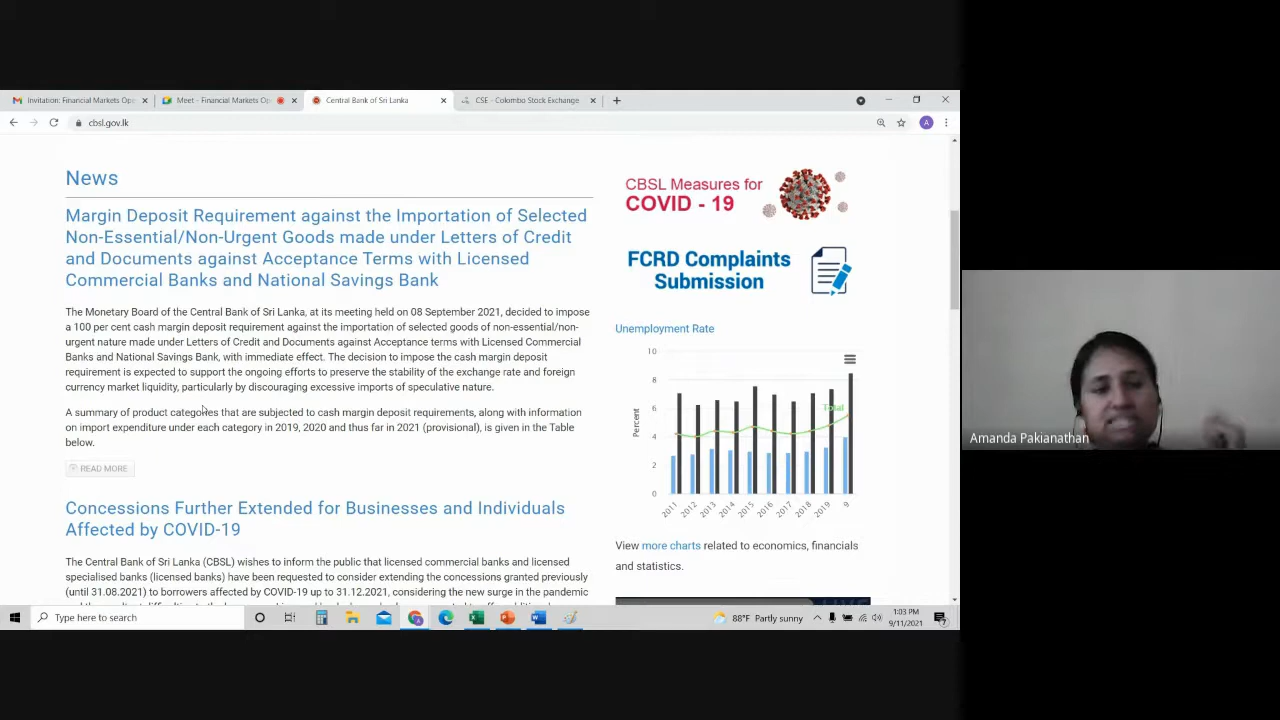 Invitation: Financial Markets Ope
Meet - Financial Markets Op
Central Bank of Sri Lanka
CSE - Colombo Stock Exchange
cbsl.gov.lk
A
News
Margin Deposit Requirement against the Importation of Selected
Non-Essential/Non-Urgent Goods made under Letters of Credit
and Documents against Acceptance Terms with Licensed
Commercial Banks and National Savings Bank
The Monetary Board of the Central Bank of Sri Lanka, at its meeting held on 08 September 2021, decided to impose
a 100 per cent cash margin deposit requirement against the importation of selected goods of non-essential/non-
urgent nature made under Letters of Credit and Documents against Acceptance terms with Licensed Commercial
Banks and National Savings Bank, with immediate effect. The decision to impose the cash margin deposit
requirement is expected to support the ongoing efforts to preserve the stability of the exchange rate and foreign
currency market liquidity, particularly by discouraging excessive imports of speculative nature.
A summary of product categories that are subjected to cash margin deposit requirements, along with information
on import expenditure under each category in 2019, 2020 and thus far in 2021 (provisional), is given in the Table
below.
READ MORE
Concessions Further Extended for Businesses and Individuals
Affected by COVID-19
The Central Bank of Sri Lanka (CBSL) wishes to inform the public that licensed commercial banks and licensed
specialised banks (licensed banks) have been requested to consider extending the concessions granted previously
(until 31.08.2021) to borrowers affected by COVID-19 up to 31.12.2021, considering the new surge in the pandemic
CBSL Measures for
COVID - 19
FCRD Complaints
Submission
Unemployment Rate
10
8
6
4
2
0
Percent
Total
2011
2012
2013
2014
2015
2016
2017
2018
2019
9
View more charts related to economics, financials
and statistics.
Type here to search
88°F Partly sunny
1:03 PM
9/11/2021
Amanda Pakianathan